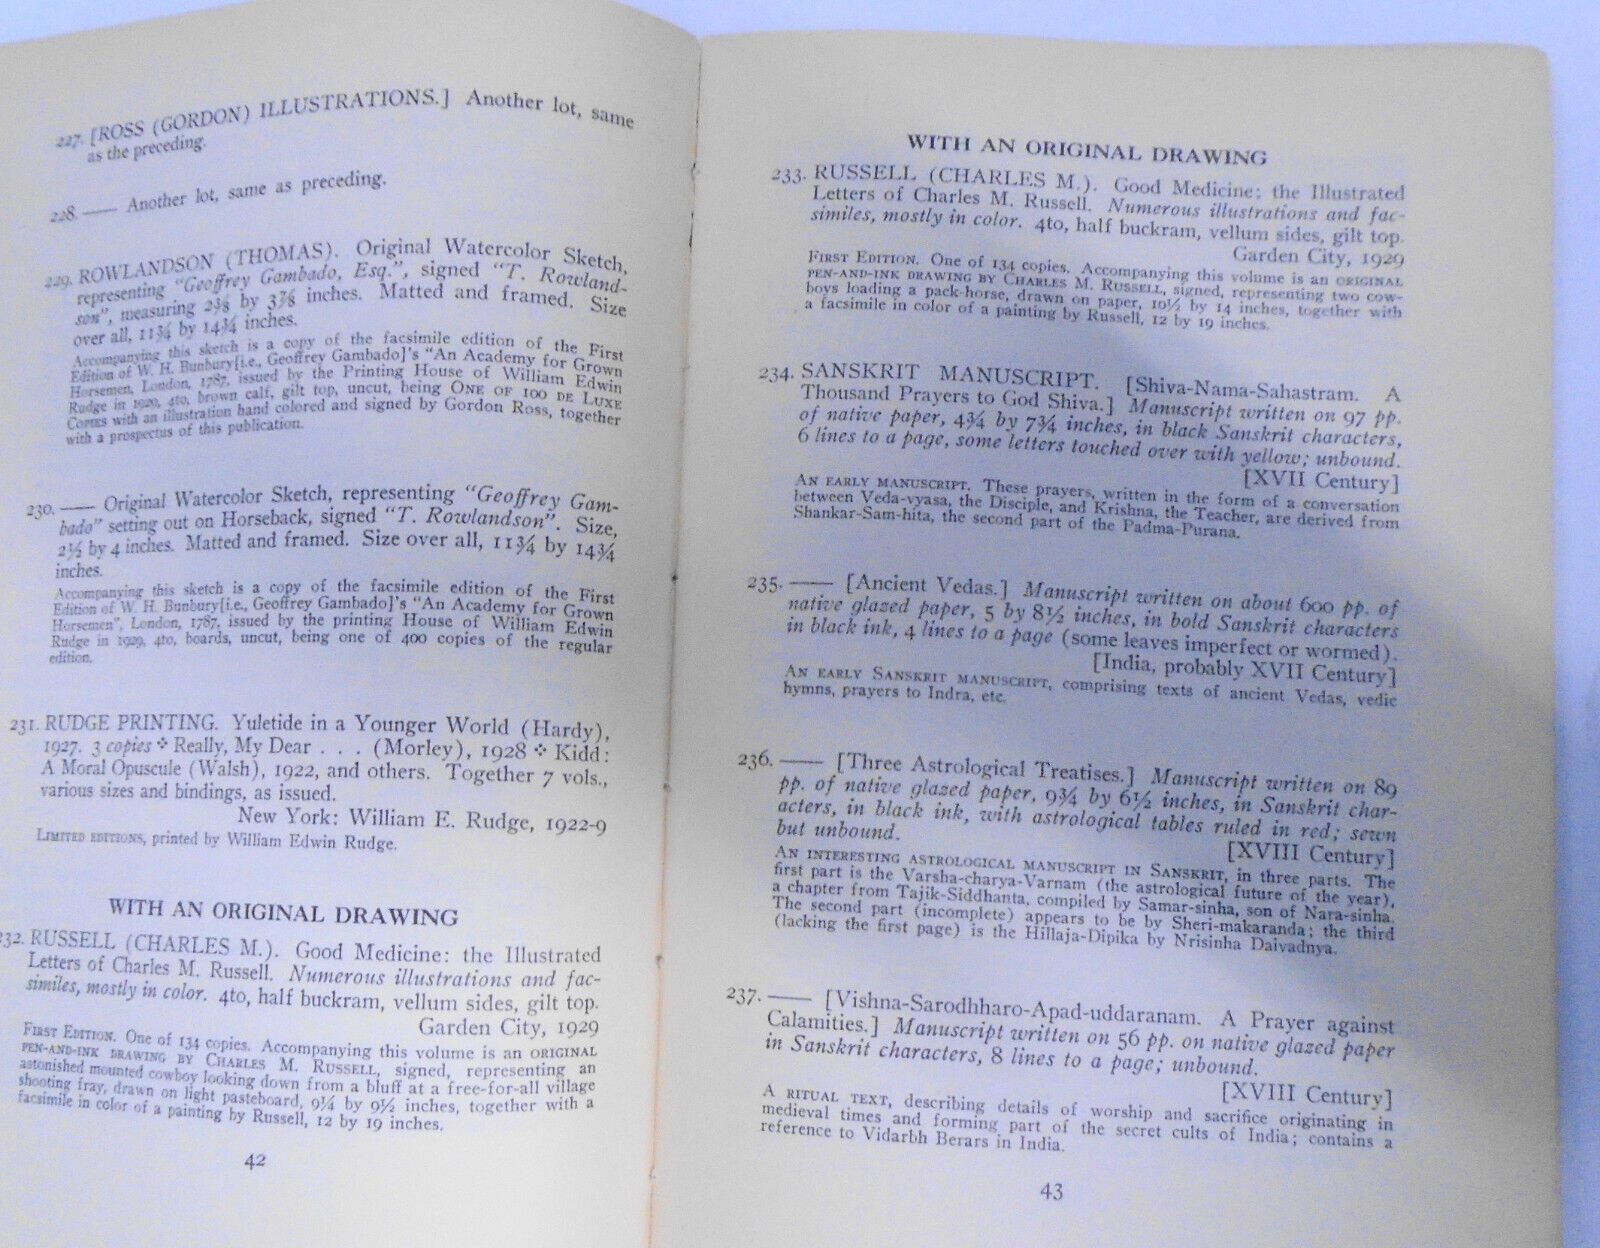 227. [ROSS (GORDON) ILLUSTRATIONS.] Another lot, same
as the preceding.
228. —— Another lot, same as preceding.
229. ROWLANDSON (THOMAS). Original Watercolor Sketch,
representing "Geoffrey Gambado, Esq.", signed "T. Rowland-
son", measuring 2⅜ by 3⅞ inches. Matted and framed. Size
over all, 11¾ by 14¾ inches.
Accompanying this sketch is a copy of the facsimile edition of the First
Edition of W. H. Bunbury[i.e., Geoffrey Gambado]'s "An Academy for Grown
Horsemen, London, 1787, issued by the Printing House of William Edwin
Rudge in 1929, 4to, brown calf, gilt top, uncut, being ONE OF 100 DE LUXE
COPIES with an illustration hand colored and signed by Gordon Ross, together
with a prospectus of this publication.
230. —— Original Watercolor Sketch, representing "Geoffrey Gam-
bado" setting out on Horseback, signed "T. Rowlandson". Size,
2½ by 4 inches. Matted and framed. Size over all, 11¾ by 14¾
inches.
Accompanying this sketch is a copy of the facsimile edition of the First
Edition of W. H. Bunbury[i.e., Geoffrey Gambado]'s "An Academy for Grown
Horsemen", London, 1787, issued by the printing House of William Edwin
Rudge in 1929, 4to, boards, uncut, being one of 400 copies of the regular
edition.
231. RUDGE PRINTING. Yuletide in a Younger World (Hardy),
1927. 3 copies ⁘ Really, My Dear . . . (Morley), 1928 ⁘ Kidd:
A Moral Opuscule (Walsh), 1922, and others. Together 7 vols.,
various sizes and bindings, as issued.
New York: William E. Rudge, 1922-9
LIMITED EDITIONS, printed by William Edwin Rudge.
WITH AN ORIGINAL DRAWING
232. RUSSELL (CHARLES M.). Good Medicine: the Illustrated
Letters of Charles M. Russell. Numerous illustrations and fac-
similes, mostly in color. 4to, half buckram, vellum sides, gilt top.
Garden City, 1929
FIRST EDITION. One of 134 copies. Accompanying this volume is an ORIGINAL
PEN-AND-INK DRAWING BY CHARLES M. RUSSELL, signed, representing an
astonished mounted cowboy looking down from a bluff at a free-for-all village
shooting fray, drawn on light pasteboard, 9¼ by 9½ inches, together with a
facsimile in color of a painting by Russell, 12 by 19 inches.
42
WITH AN ORIGINAL DRAWING
233. RUSSELL (CHARLES M.). Good Medicine: the Illustrated
Letters of Charles M. Russell. Numerous illustrations and fac-
similes, mostly in color. 4to, half buckram, vellum sides, gilt top.
Garden City, 1929
FIRST EDITION. One of 134 copies. Accompanying this volume is an ORIGINAL
PEN-AND-INK DRAWING BY CHARLES M. RUSSELL, signed, representing two cow-
boys loading a pack-horse, drawn on paper, 10½ by 14 inches, together with
a facsimile in color of a painting by Russell, 12 by 19 inches.
234. SANSKRIT MANUSCRIPT. [Shiva-Nama-Sahastram. A
Thousand Prayers to God Shiva.] Manuscript written on 97 pp.
of native paper, 4¾ by 7¾ inches, in black Sanskrit characters,
6 lines to a page, some letters touched over with yellow; unbound.
[XVII Century]
AN EARLY MANUSCRIPT. These prayers, written in the form of a conversation
between Veda-vyasa, the Disciple, and Krishna, the Teacher, are derived from
Shankar-Sam-hita, the second part of the Padma-Purana.
235. —— [Ancient Vedas.] Manuscript written on about 600 pp. of
native glazed paper, 5 by 8½ inches, in bold Sanskrit characters
in black ink, 4 lines to a page (some leaves imperfect or wormed).
[India, probably XVII Century]
AN EARLY SANSKRIT MANUSCRIPT, comprising texts of ancient Vedas, vedic
hymns, prayers to Indra, etc.
236. —— [Three Astrological Treatises.] Manuscript written on 89
pp. of native glazed paper, 9¾ by 6½ inches, in Sanskrit char-
acters, in black ink, with astrological tables ruled in red; sewn
but unbound.
[XVIII Century]
AN INTERESTING ASTROLOGICAL MANUSCRIPT IN SANSKRIT, in three parts. The
first part is the Varsha-charya-Varnam (the astrological future of the year),
a chapter from Tajik-Siddhanta, compiled by Samar-sinha, son of Nara-sinha.
The second part (incomplete) appears to be by Sheri-makaranda; the third
(lacking the first page) is the Hillaja-Dipika by Nrisinha Daivadnya.
237. —— [Vishna-Sarodhharo-Apad-uddaranam. A Prayer against
Calamities.] Manuscript written on 56 pp. on native glazed paper
in Sanskrit characters, 8 lines to a page; unbound.
[XVIII Century]
A RITUAL TEXT, describing details of worship and sacrifice originating in
medieval times and forming part of the secret cults of India; contains a
reference to Vidarbh Berars in India.
43